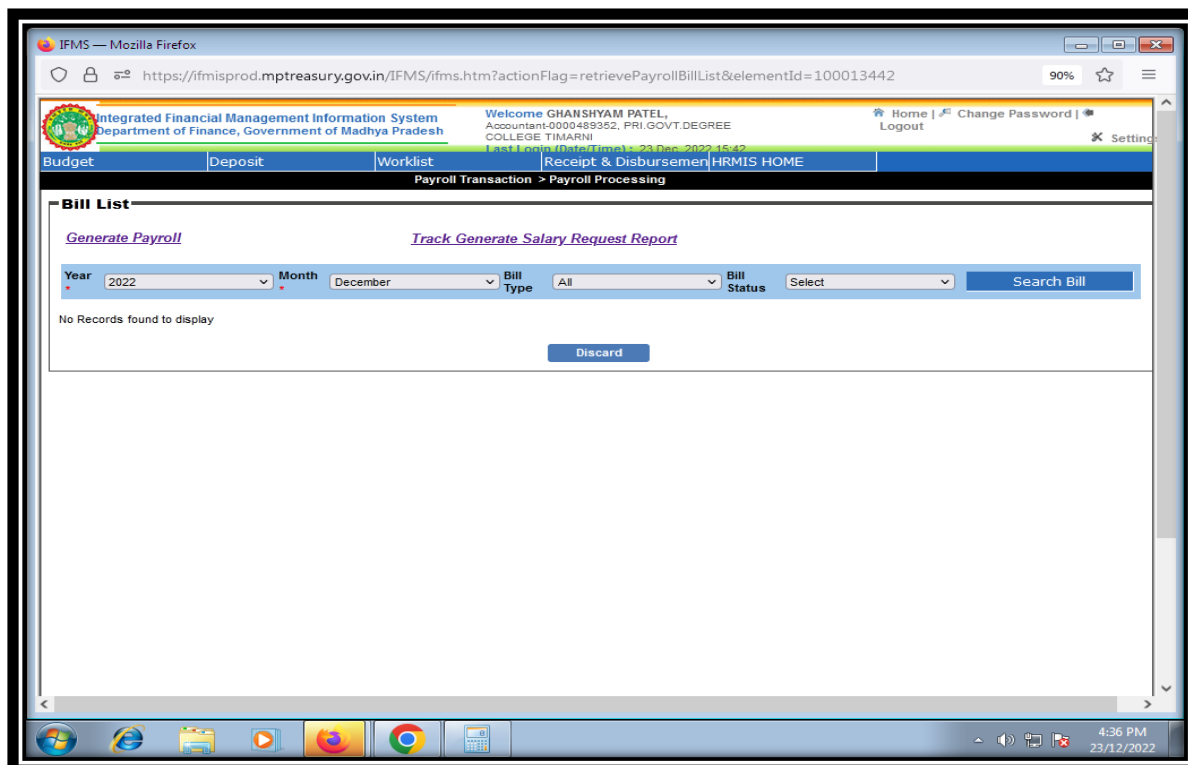 IFMS — Mozilla Firefox
https://ifmisprod.mptreasury.gov.in/IFMS/ifms.htm?actionFlag=retrievePayrollBillList&elementId=100013442
90%
Integrated Financial Management Information System
Department of Finance, Government of Madhya Pradesh
Welcome GHANSHYAM PATEL,
Accountant-0000489352, PRI.GOVT.DEGREE
COLLEGE TIMARNI
Last Login (Date/Time) : 23 Dec, 2022 15:42
Home | Change Password |
Logout
Setting
Budget Deposit Worklist Receipt & Disbursemen HRMIS HOME
Payroll Transaction > Payroll Processing
Bill List
Generate Payroll Track Generate Salary Request Report
Year * 2022 Month * December Bill Type All Bill Status Select Search Bill
No Records found to display
Discard
4:36 PM
23/12/2022